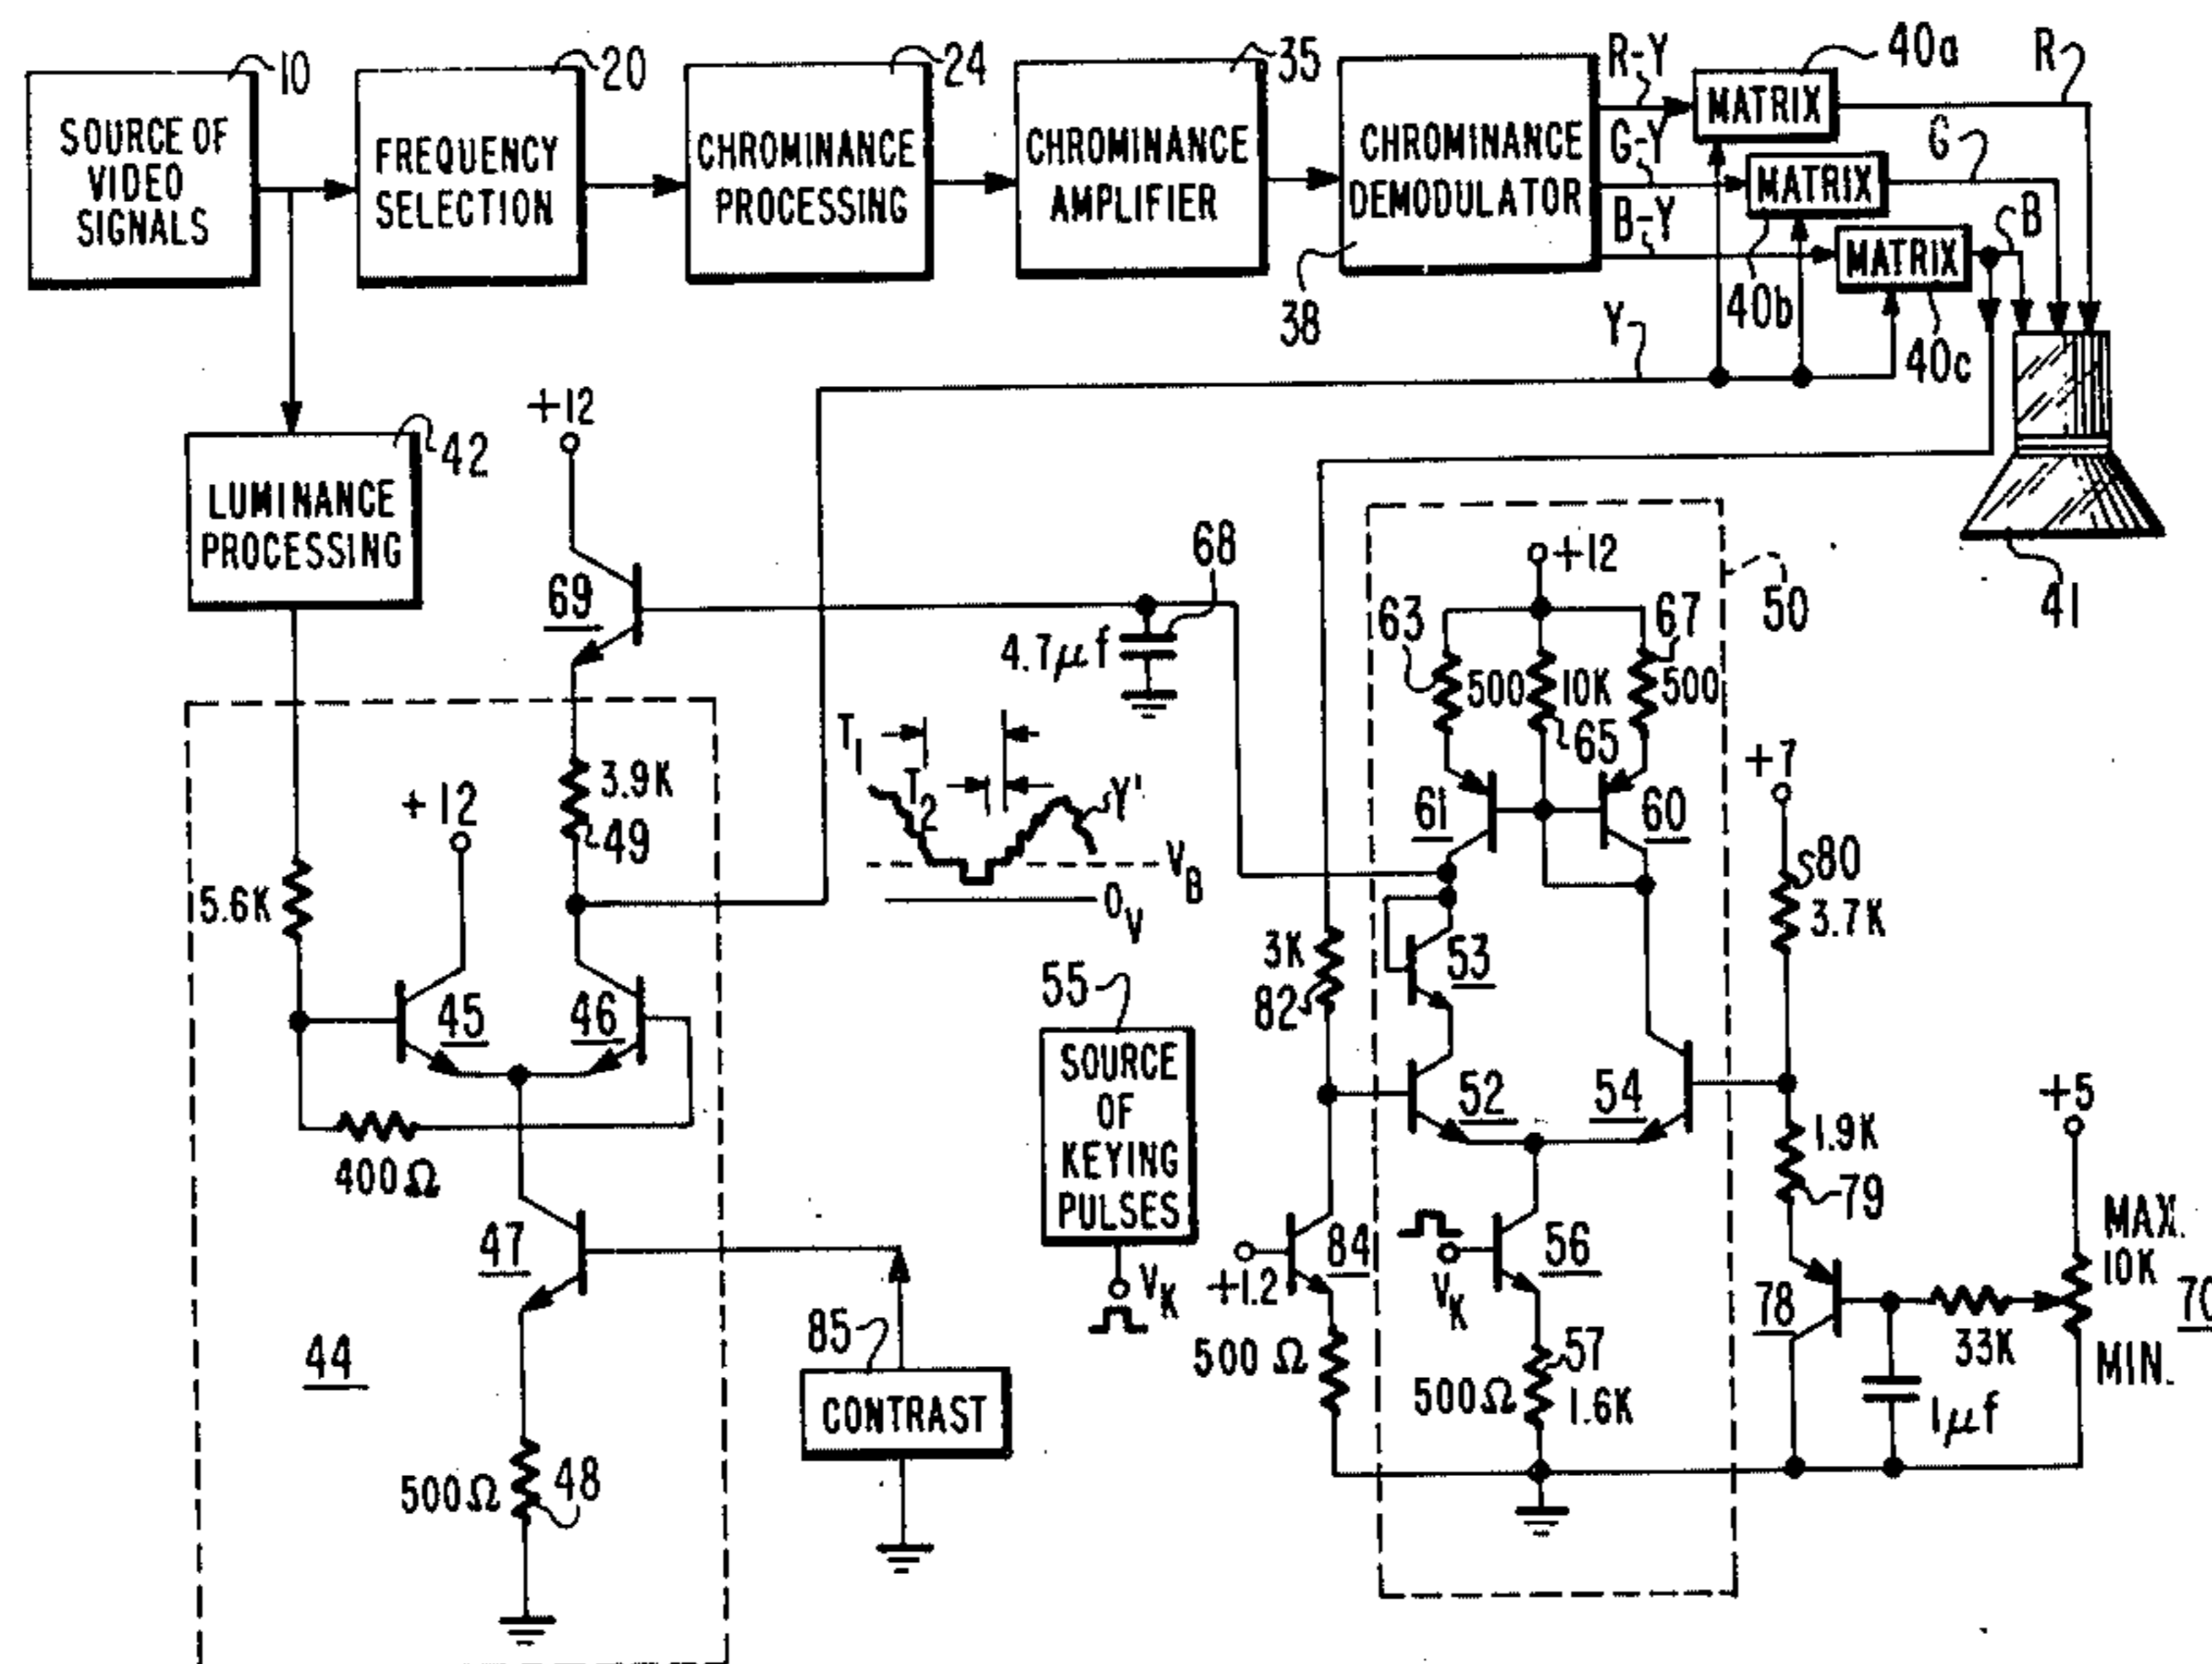 10
20
24
35
SOURCE OF
VIDEO
SIGNALS
FREQUENCY
SELECTION
CHROMINANCE
PROCESSING
CHROMINANCE
AMPLIFIER
CHROMINANCE
DEMODULATOR
38
R-Y
G-Y
B-Y
MATRIX
40a
R
MATRIX
40b
G
MATRIX
40c
B
Y
41
42
LUMINANCE
PROCESSING
+12
69
68
4.7μf
50
+12
63
500
10K
65
67
500
61
60
+7
80
3.7K
5.6K
+12
3.9K
49
T1
T2
Y'
VB
0V
45
46
400Ω
3K
82
53
55
SOURCE
OF
KEYING
PULSES
VK
52
54
1.9K
79
+5
MAX.
10K
70
MIN.
47
85
CONTRAST
44
500Ω
48
+1.2
84
500Ω
VK
56
500Ω
57
1.6K
78
33K
1μf